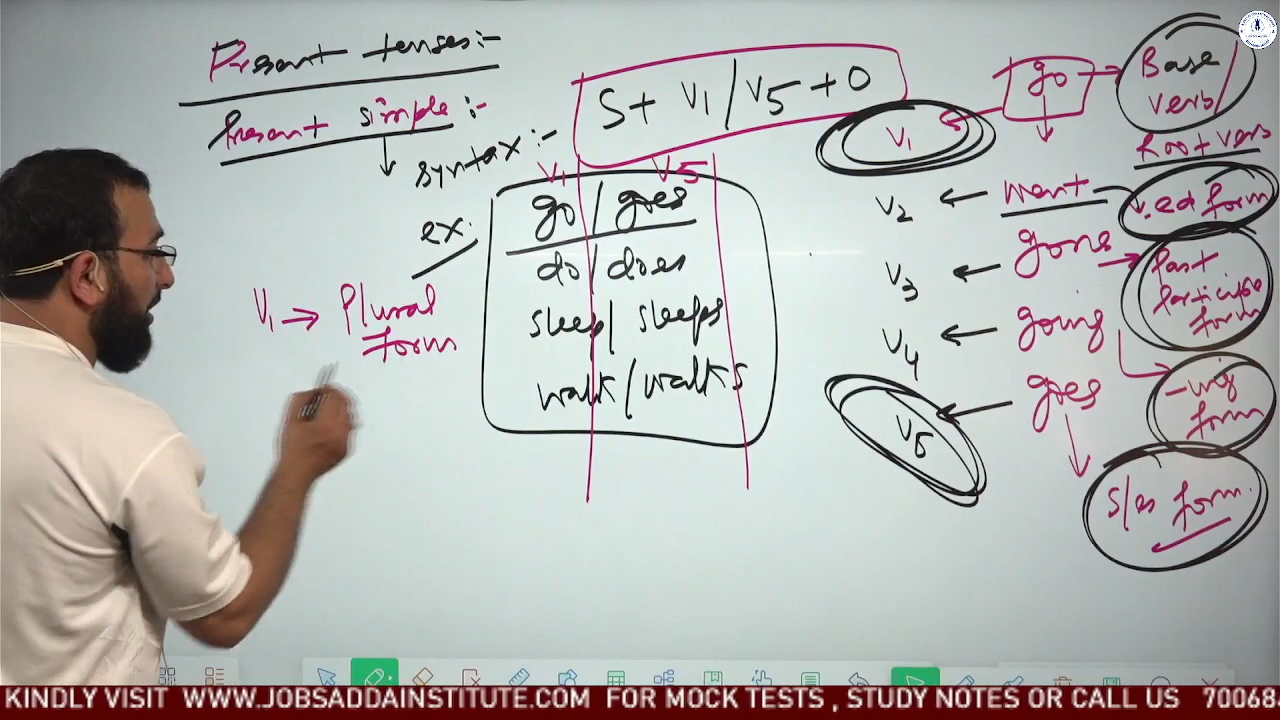 Present tenses:-
Present simple:-
syntax:-
S + V1 / V5 + O
V1 V5
ex.
go / goes
do / does
sleep / sleeps
walk / walks
V1 → Plural
form
go → Base
verb /
Root verb
V1
V2 ← went
v.ed form
V3 ← gone → Past
participle
form
V4 ← going
-ing
form
V5 ← goes
s/es form.
KINDLY VISIT WWW.JOBSADDAINSTITUTE.COM FOR MOCK TESTS , STUDY NOTES OR CALL US 70068